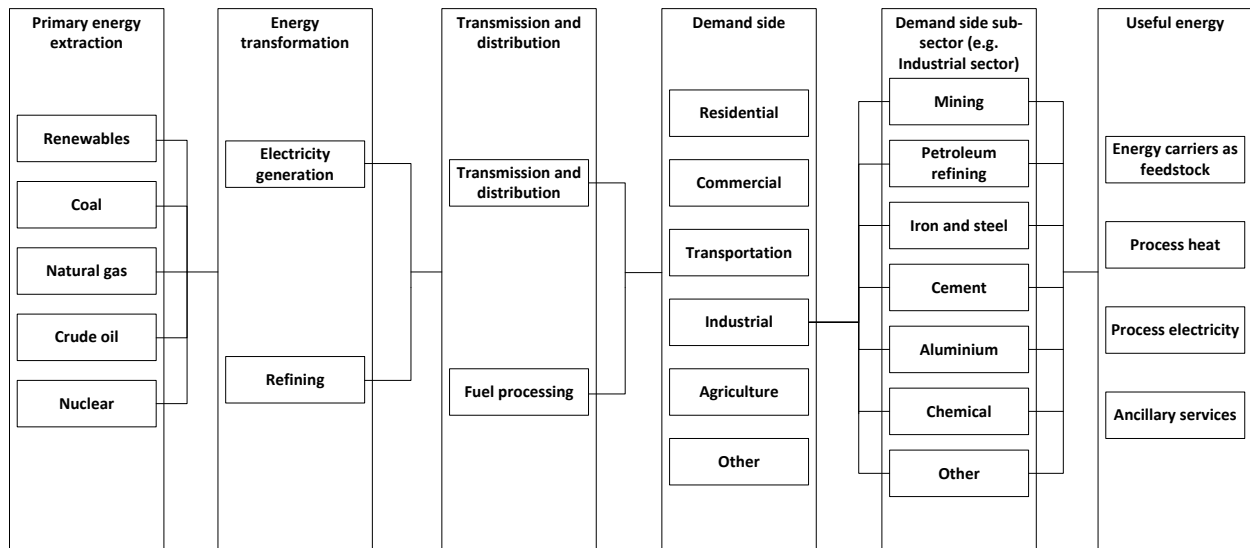 Primary energy
extraction
Renewables
Coal
Natural gas
Crude oil
Nuclear
Energy
transformation
Electricity
generation
Refining
Transmission
and distribution
Transmission and
distribution
Fuel processing
Demand side
Residential
Commercial
Transportation
Industrial
Agriculture
Other
Demand side sub-
sector (e.g.
Industrial sector)
Mining
Petroleum
refining
Iron and steel
Cement
Aluminium
Chemical
Other
Useful energy
Energy carriers as
feedstock
Process heat
Process electricity
Ancillary services